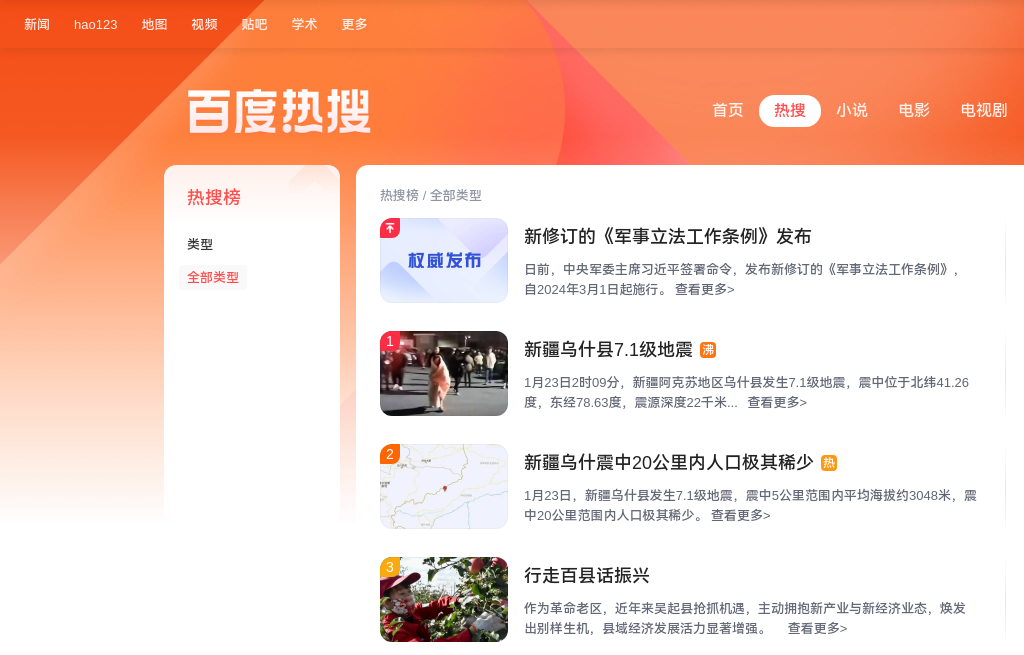 新闻 hao123 地图 视频 贴吧 学术 更多
百度热搜
首页 热搜 小说 电影 电视剧
热搜榜
类型
全部类型
热搜榜 / 全部类型
权威发布
新修订的《军事立法工作条例》发布
日前，中央军委主席习近平签署命令，发布新修订的《军事立法工作条例》，
自2024年3月1日起施行。 查看更多>
1
新疆乌什县7.1级地震 沸
1月23日2时09分，新疆阿克苏地区乌什县发生7.1级地震，震中位于北纬41.26
度，东经78.63度，震源深度22千米... 查看更多>
2
新疆乌什震中20公里内人口极其稀少 热
1月23日，新疆乌什县发生7.1级地震，震中5公里范围内平均海拔约3048米，震
中20公里范围内人口极其稀少。 查看更多>
3
行走百县话振兴
作为革命老区，近年来吴起县抢抓机遇，主动拥抱新产业与新经济业态，焕发
出别样生机，县域经济发展活力显著增强。 查看更多>